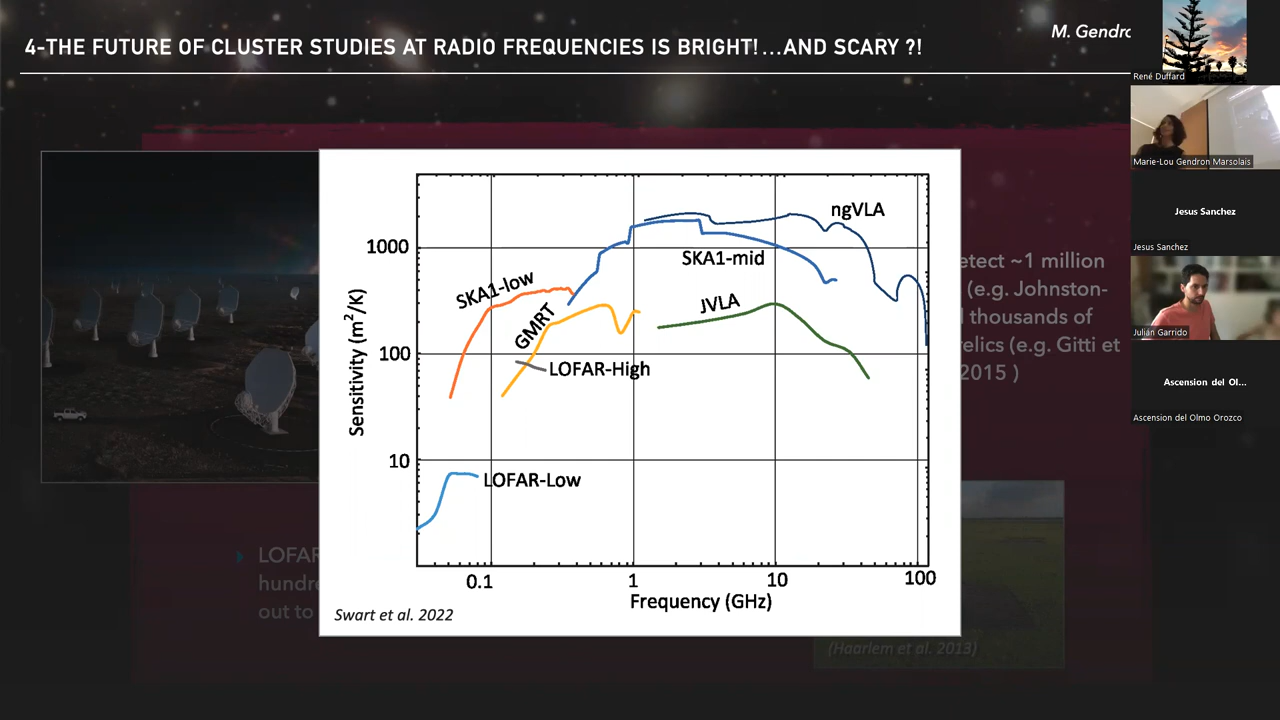 4-THE FUTURE OF CLUSTER STUDIES AT RADIO FREQUENCIES IS BRIGHT!...AND SCARY ?!
M. Gendro
René Duffard
Marie-Lou Gendron Marsolais
Jesus Sanchez
Jesus Sanchez
Julián Garrido
Ascension del Ol...
Ascension del Olmo Orozco
ngVLA
1000
SKA1-mid
SKA1-low
JVLA
GMRT
100
LOFAR-High
10
LOFAR-Low
Sensitivity (m²/K)
0.1
1
10
100
Frequency (GHz)
Swart et al. 2022
etect ~1 million
(e.g. Johnston-
thousands of
relics (e.g. Gitti et
2015 )
LOFAR
hundre
out to
(Haarlem et al. 2013)